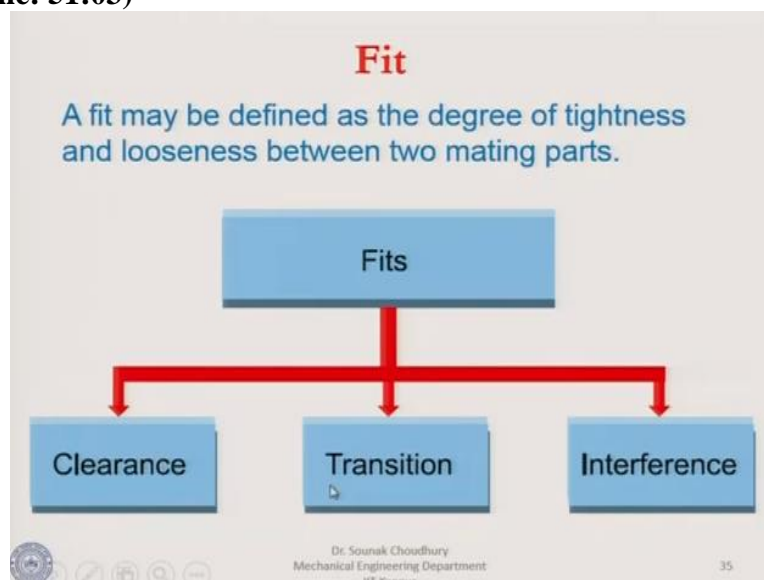 Fit
A fit may be defined as the degree of tightness
and looseness between two mating parts.
Fits
Clearance
Transition
Interference
Dr. Sounak Choudhury
Mechanical Engineering Department
35